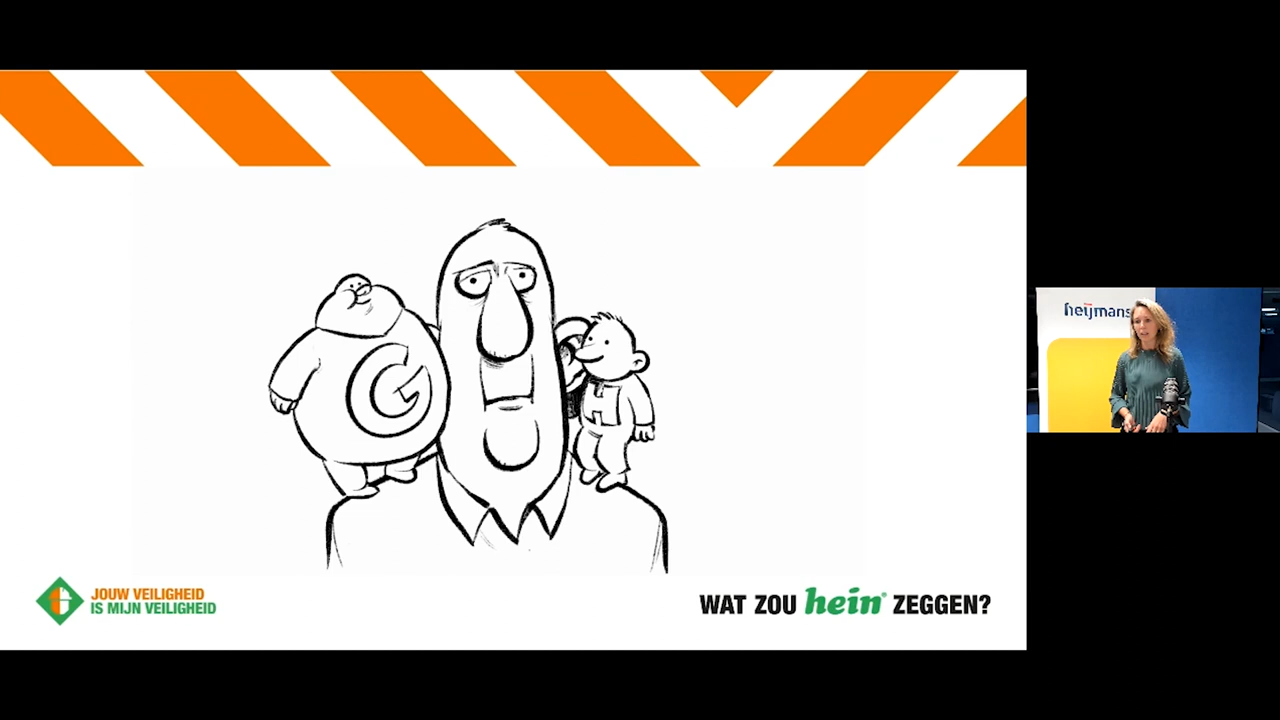 G
H
JOUW VEILIGHEID
IS MIJN VEILIGHEID
WAT ZOU hein® ZEGGEN?
heijmans